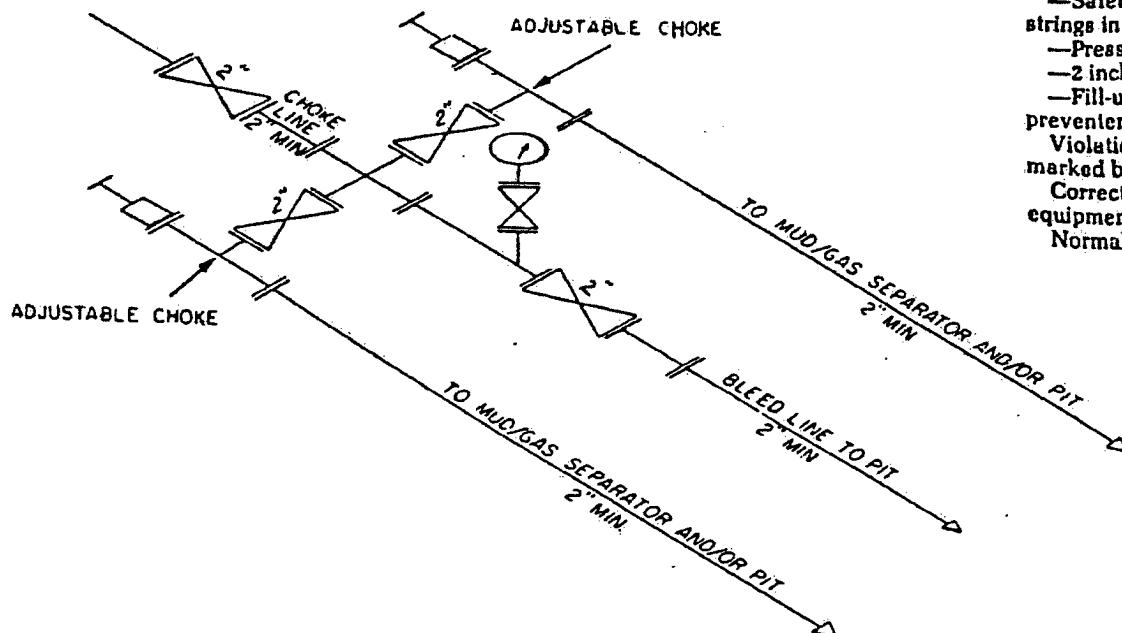 ADJUSTABLE CHOKE
2"
CHOKE
LINE
2" MIN
2"
2"
ADJUSTABLE CHOKE
2"
TO MUD/GAS SEPARATOR AND/OR PIT
2" MIN
BLEED LINE TO PIT
2" MIN
TO MUD/GAS SEPARATOR AND/OR PIT
2" MIN.
strings in
—Press
—2 incl
—Fill-u
preventer
Violatio
marked b
Correct
equipmen
Normal